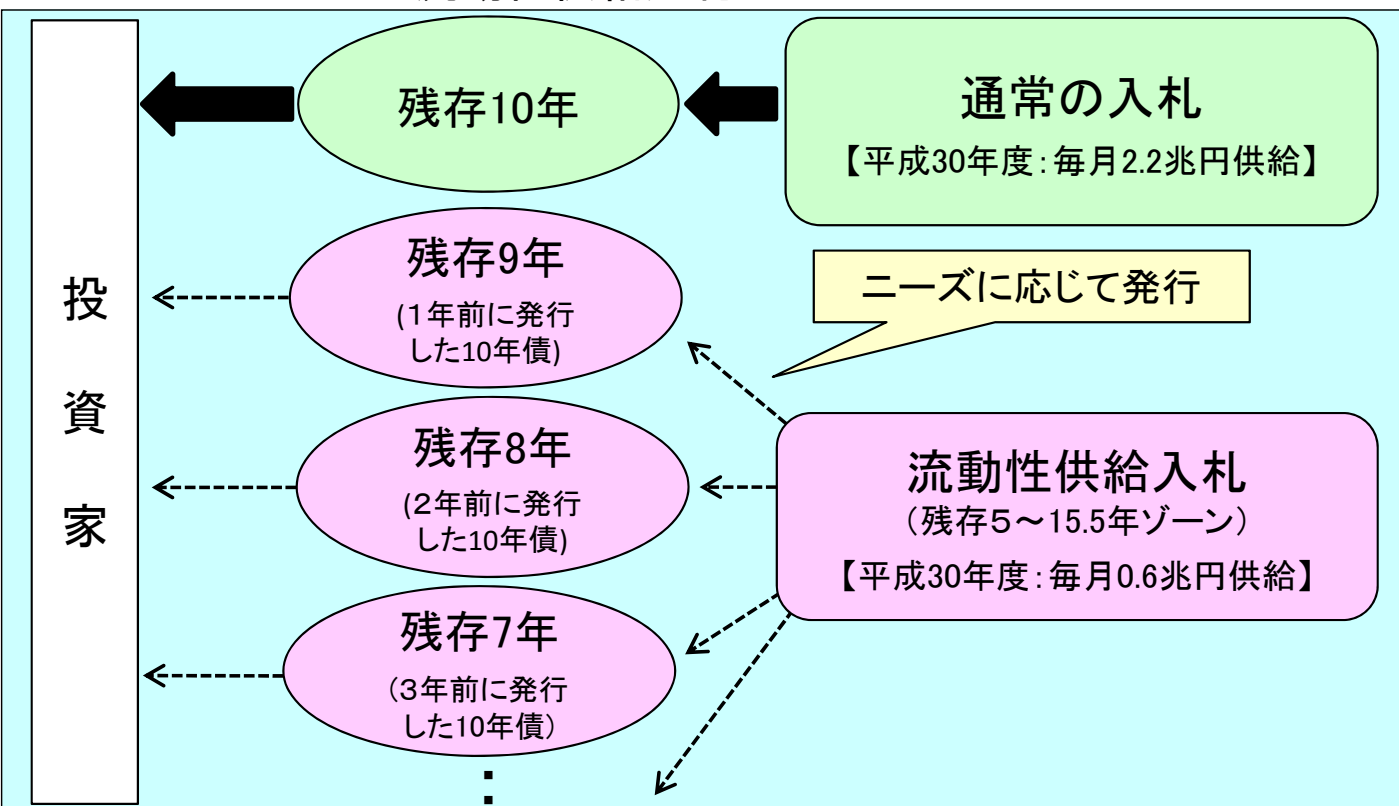 残存10年
通常の入札
【平成30年度：毎月2.2兆円供給】
投資家
残存9年
(１年前に発行
した10年債)
ニーズに応じて発行
残存8年
(２年前に発行
した10年債)
流動性供給入札
（残存５～15.5年ゾーン）
【平成30年度：毎月0.6兆円供給】
残存7年
（３年前に発行
した10年債）